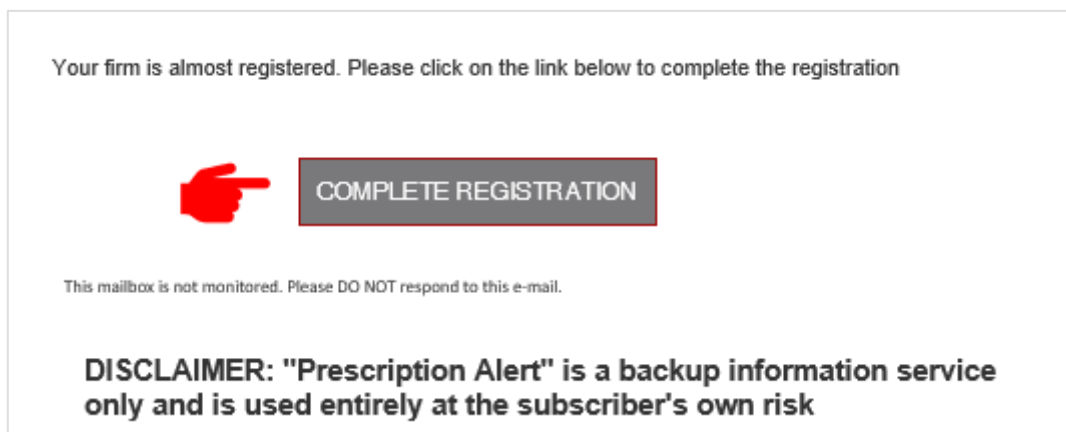 Your firm is almost registered. Please click on the link below to complete the registration
COMPLETE REGISTRATION
This mailbox is not monitored. Please DO NOT respond to this e-mail.
DISCLAIMER: "Prescription Alert" is a backup information service
only and is used entirely at the subscriber's own risk